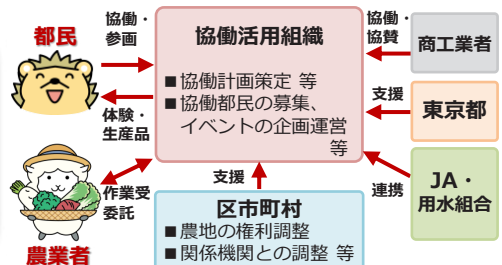 都民
協働・
参画
体験・
生産品
農業者
作業受
委託
協働活用組織
■協働計画策定 等
■協働都民の募集、
イベントの企画運営
等
支援
区市町村
■農地の権利調整
■関係機関との調整 等
協働・
協賛
商工業者
支援
東京都
連携
JA・
用水組合